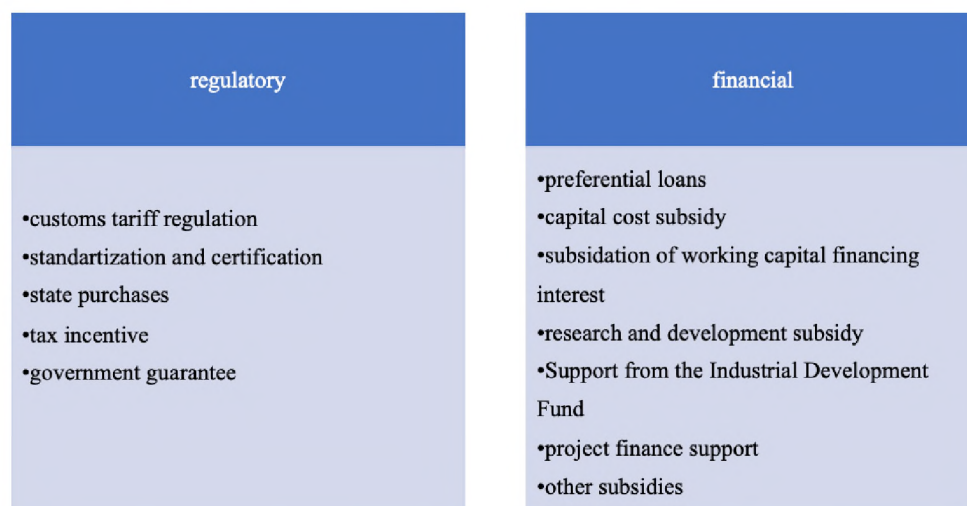 regulatory
•customs tariff regulation
•standartization and certification
•state purchases
•tax incentive
•government guarantee
financial
•preferential loans
•capital cost subsidy
•subsidation of working capital financing
interest
•research and development subsidy
•Support from the Industrial Development
Fund
•project finance support
•other subsidies